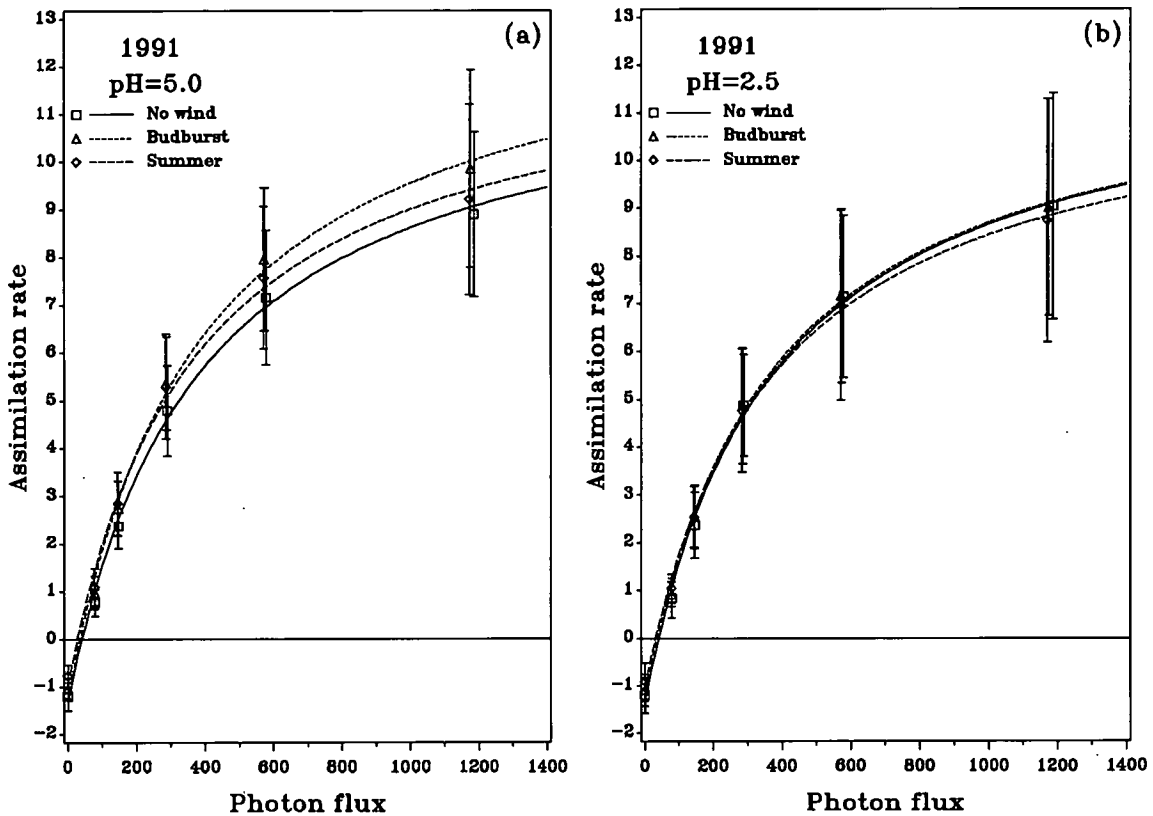 (a)
1991
pH=5.0
No wind
Budburst
Summer
13
12
11
10
9
8
7
6
5
4
3
2
1
0
-1
-2
Assimilation rate
0 200 400 600 800 1000 1200 1400
Photon flux
(b)
1991
pH=2.5
No wind
Budburst
Summer
13
12
11
10
9
8
7
6
5
4
3
2
1
0
-1
-2
Assimilation rate
0 200 400 600 800 1000 1200 1400
Photon flux